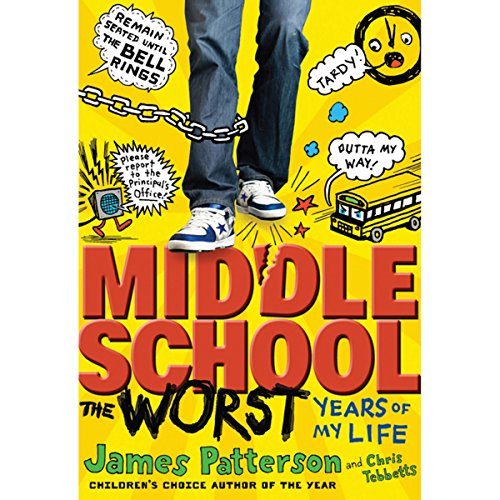 REMAIN
SEATED UNTIL
THE BELL
RINGS
TARDY!
OUTTA MY
WAY!
Please
report
to the
Principal's
Office!
MIDDLE
SCHOOL
THE WORST YEARS OF
MY LIFE
James Patterson and Chris
Tebbetts
CHILDREN'S CHOICE AUTHOR OF THE YEAR